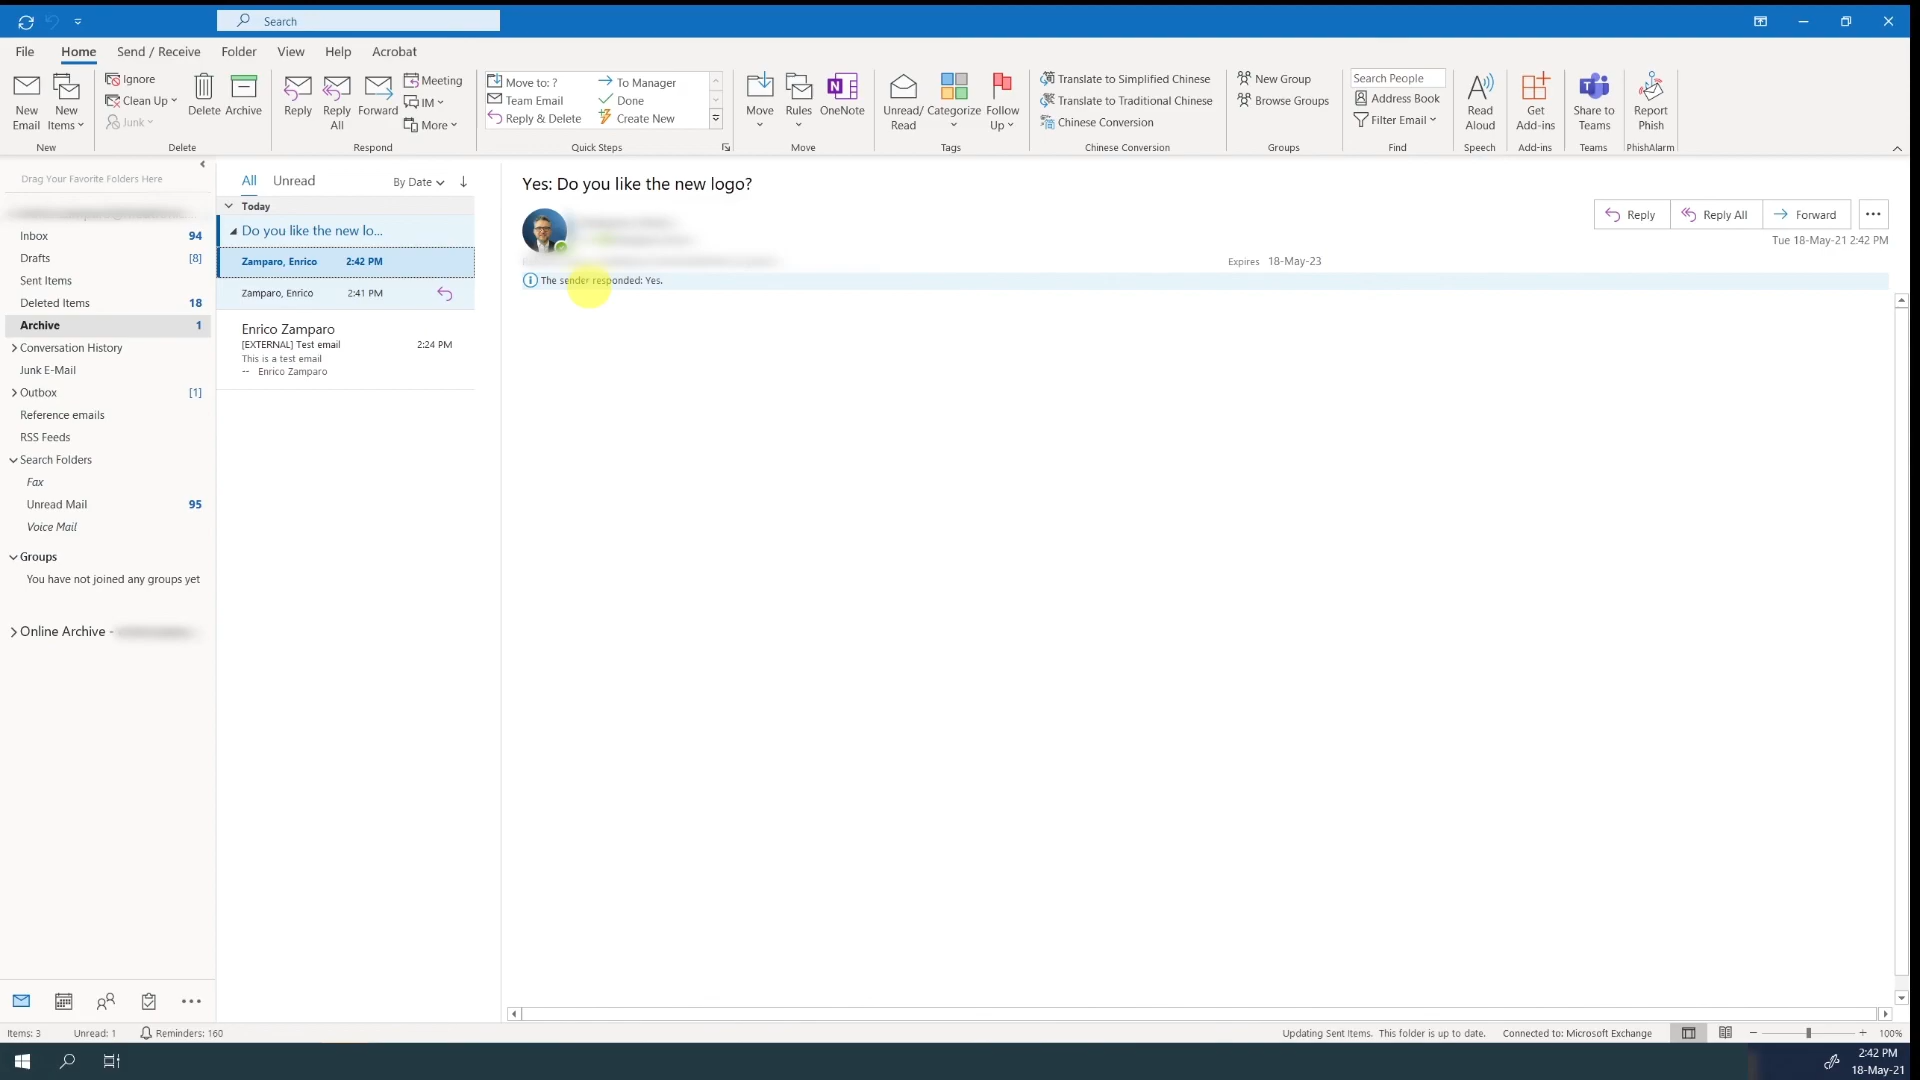 Search
File Home Send / Receive Folder View Help Acrobat
New Email
New Items
Ignore
Clean Up
Junk
Delete
Archive
Reply
Reply All
Forward
Meeting
IM
More
Move to: ?
Team Email
Reply & Delete
To Manager
Done
Create New
Move
Rules
OneNote
Unread/ Read
Categorize
Follow Up
Translate to Simplified Chinese
Translate to Traditional Chinese
Chinese Conversion
New Group
Browse Groups
Search People
Address Book
Filter Email
Read Aloud
Get Add-ins
Share to Teams
Report Phish
New Delete Respond Quick Steps Move Tags Chinese Conversion Groups Find Speech Add-ins Teams PhishAlarm
Drag Your Favorite Folders Here
Inbox 94
Drafts [8]
Sent Items
Deleted Items 18
Archive 1
Conversation History
Junk E-Mail
Outbox [1]
Reference emails
RSS Feeds
Search Folders
Fax
Unread Mail 95
Voice Mail
Groups
You have not joined any groups yet
Online Archive -
All Unread By Date
Today
Do you like the new lo...
Zamparo, Enrico 2:42 PM
Zamparo, Enrico 2:41 PM
Enrico Zamparo
[EXTERNAL] Test email 2:24 PM
This is a test email
-- Enrico Zamparo
Yes: Do you like the new logo?
Reply Reply All Forward
Tue 18-May-21 2:42 PM
Expires 18-May-23
The sender responded: Yes.
Items: 3 Unread: 1 Reminders: 160
Updating Sent Items. This folder is up to date. Connected to: Microsoft Exchange 100%
2:42 PM
18-May-21